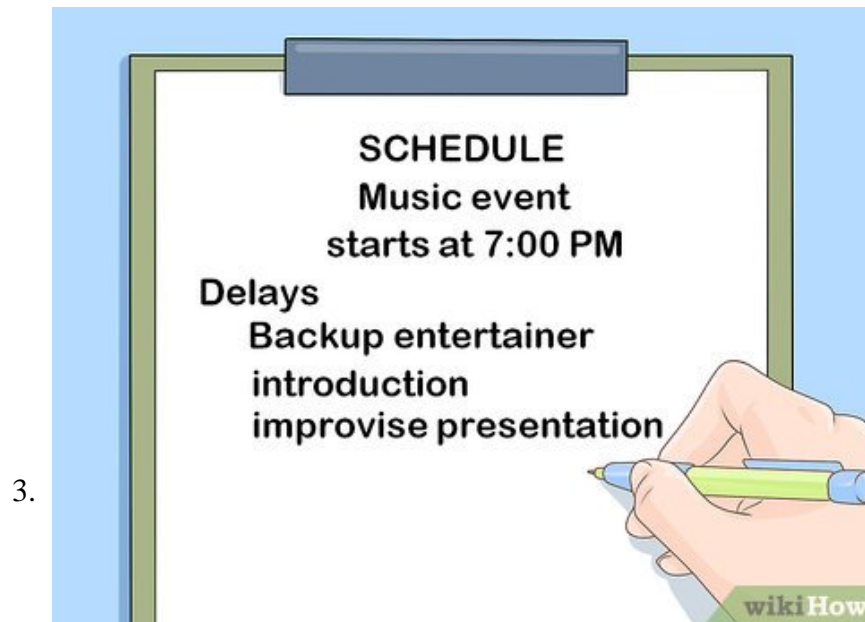 SCHEDULE
Music event
starts at 7:00 PM
Delays
Backup entertainer
introduction
improvise presentation
3.
wikiHow